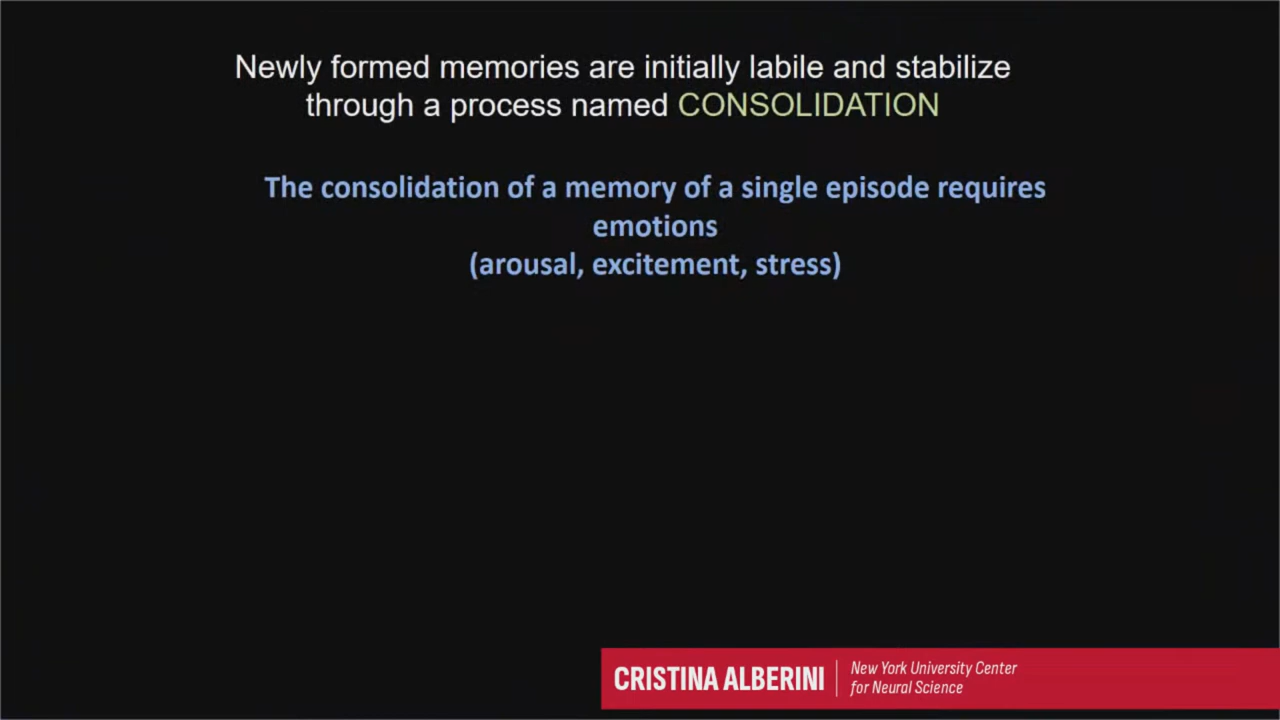 Newly formed memories are initially labile and stabilize
through a process named CONSOLIDATION
The consolidation of a memory of a single episode requires
emotions
(arousal, excitement, stress)
CRISTINA ALBERINI
New York University Center
for Neural Science